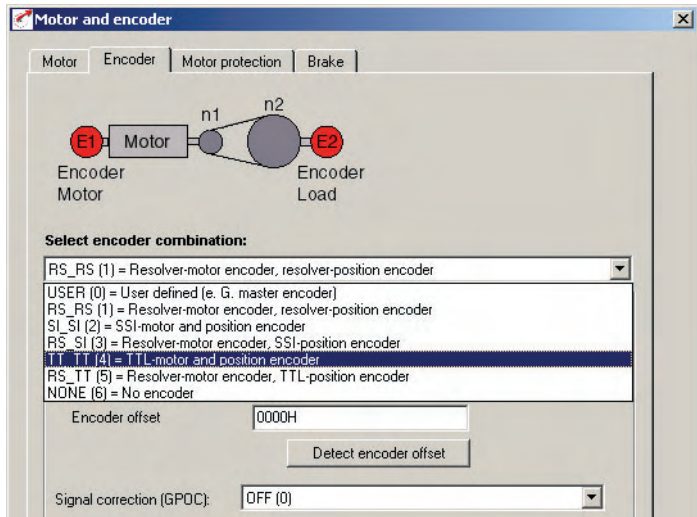 Motor and encoder
Motor Encoder Motor protection Brake
n1 n2
E1 Motor E2
Encoder Encoder
Motor Load
Select encoder combination:
RS_RS (1) = Resolver-motor encoder, resolver-position encoder
USER (0) = User defined (e. G. master encoder)
RS_RS (1) = Resolver-motor encoder, resolver-position encoder
SI_SI (2) = SSI-motor and position encoder
RS_SI (3) = Resolver-motor encoder, SSI-position encoder
TT_TT (4) = TTL-motor and position encoder
RS_TT (5) = Resolver-motor encoder, TTL-position encoder
NONE (6) = No encoder
Encoder offset 0000H
Detect encoder offset
Signal correction (GPOC): OFF (0)